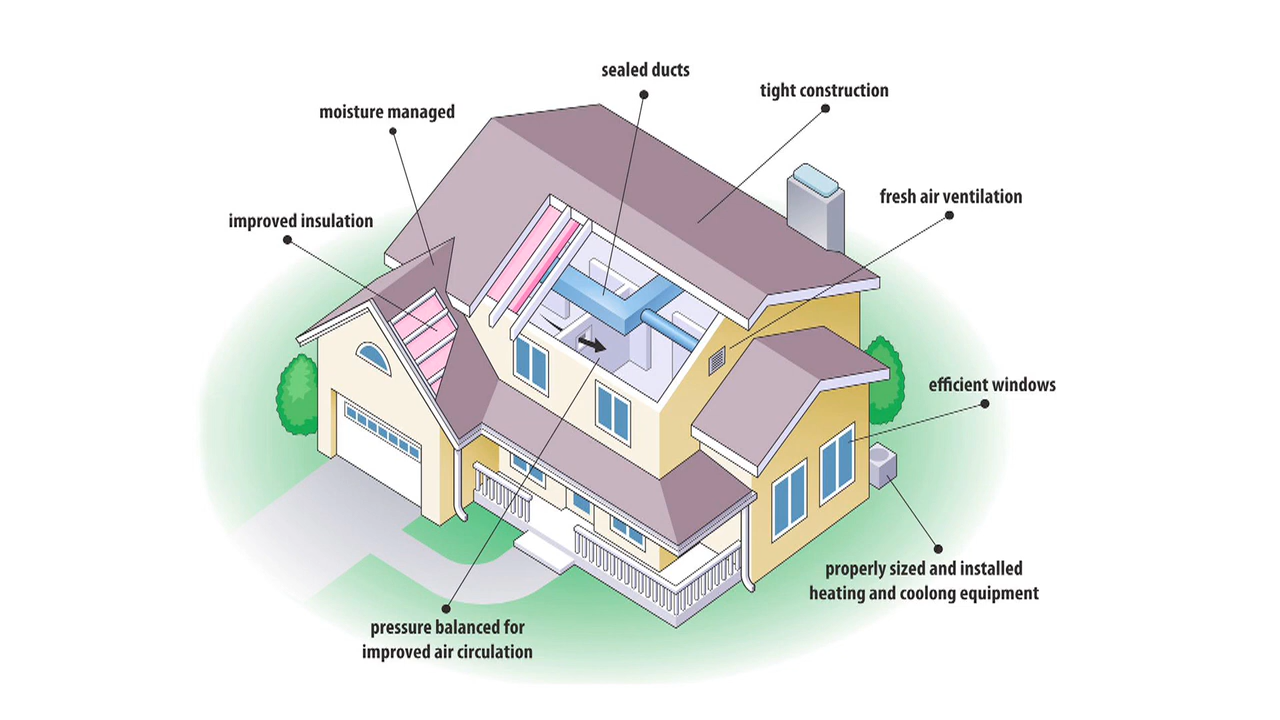 sealed ducts
tight construction
moisture managed
fresh air ventilation
improved insulation
efficient windows
properly sized and installed
heating and coolong equipment
pressure balanced for
improved air circulation